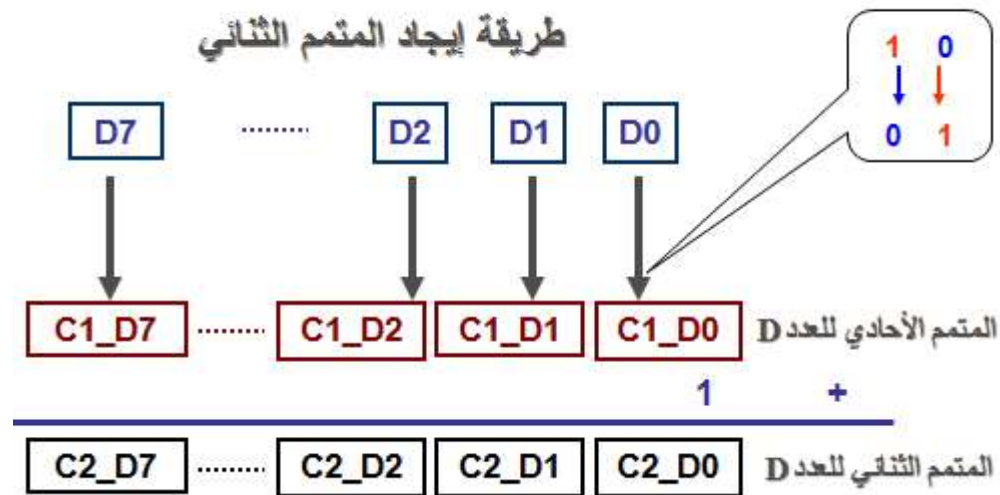 طريقة إيجاد المتمم الثنائي
1 0
0 1
D7 ........ D2 D1 D0
C1_D7 ........ C1_D2 C1_D1 C1_D0 المتمم الأحادي للعدد D
1 +
C2_D7 ........ C2_D2 C2_D1 C2_D0 المتمم الثنائي للعدد D